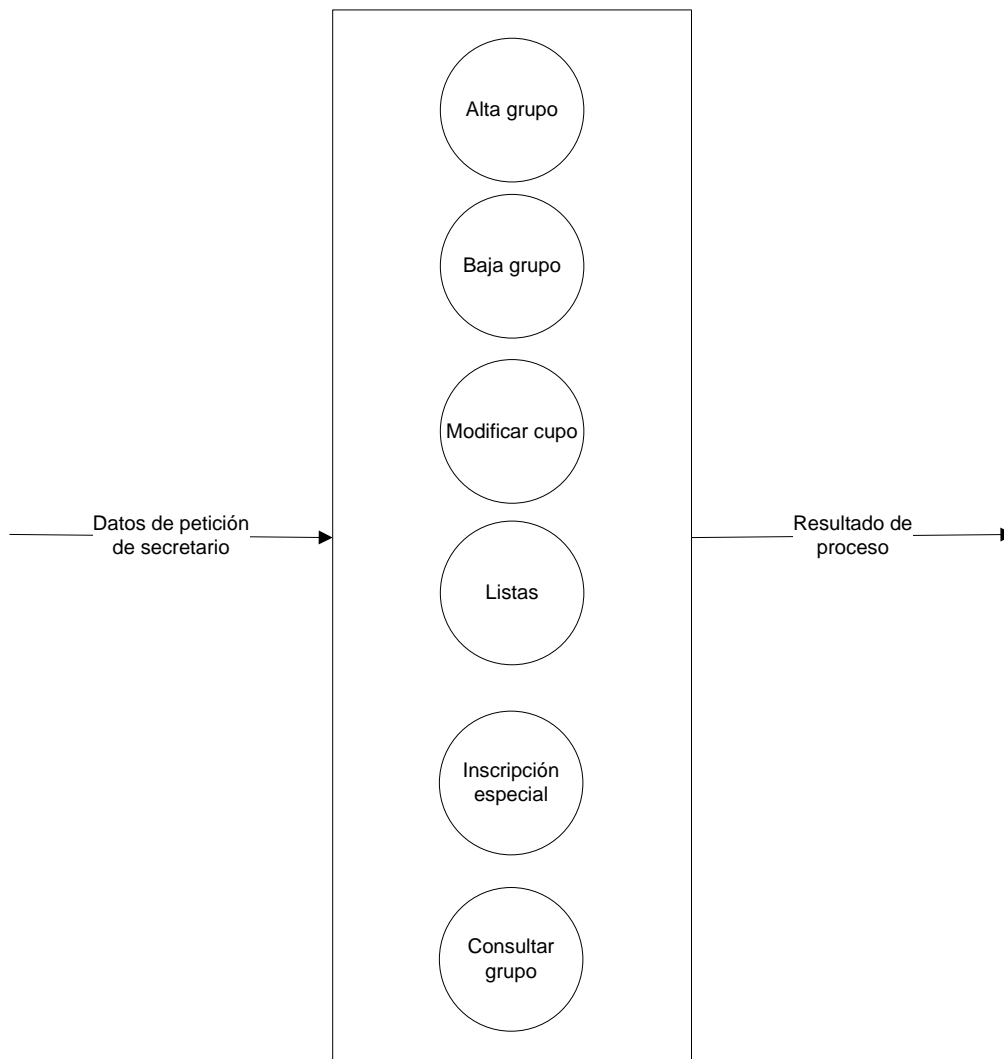 Alta grupo
Baja grupo
Modificar cupo
Datos de petición
de secretario
Resultado de
proceso
Listas
Inscripción
especial
Consultar
grupo